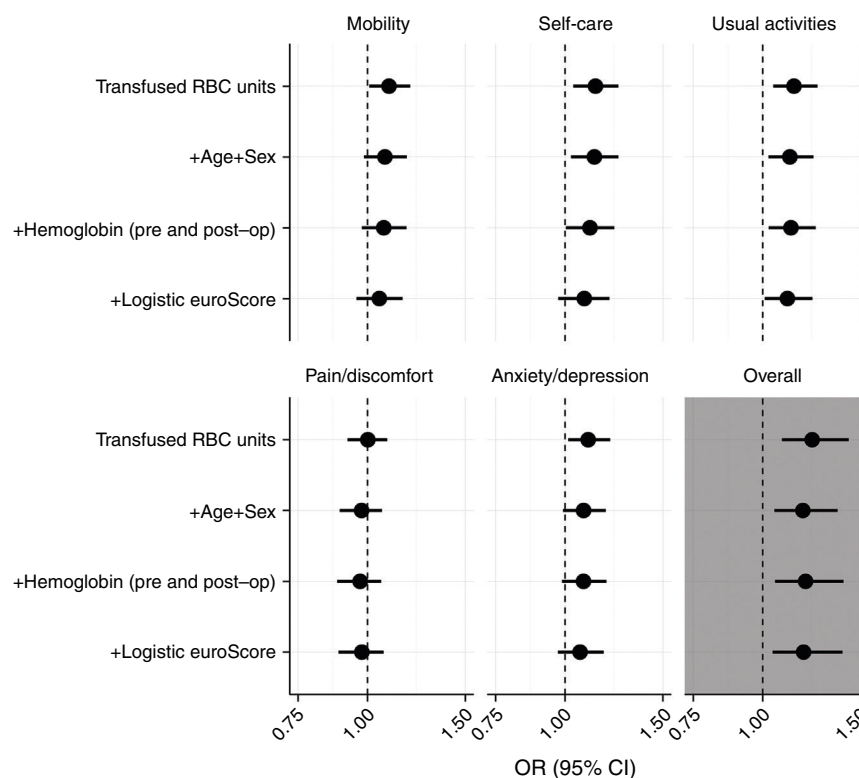 Mobility Self-care Usual activities
Transfused RBC units
+Age+Sex
+Hemoglobin (pre and post–op)
+Logistic euroScore
Pain/discomfort Anxiety/depression Overall
Transfused RBC units
+Age+Sex
+Hemoglobin (pre and post–op)
+Logistic euroScore
0.75 1.00 1.50 0.75 1.00 1.50 0.75 1.00 1.50
OR (95% CI)